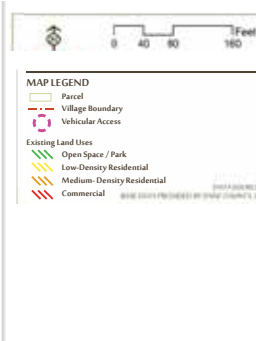 Feet
0 40 80 160
MAP LEGEND
Parcel
Village Boundary
Vehicular Access
Existing Land Uses
Open Space / Park
Low-Density Residential
Medium- Density Residential
Commercial